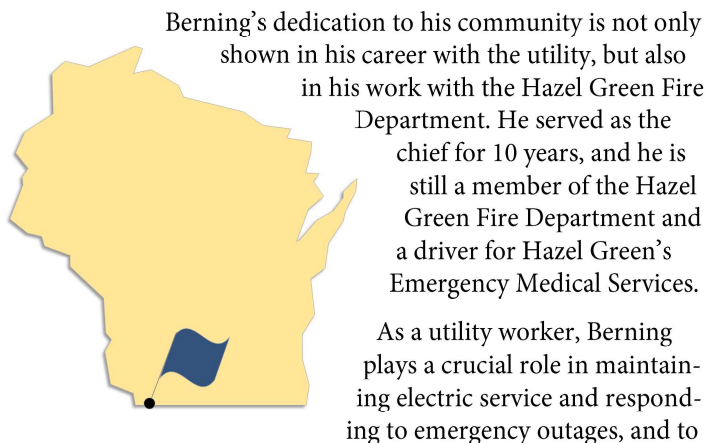 Berning’s dedication to his community is not only
shown in his career with the utility, but also
in his work with the Hazel Green Fire
Department. He served as the
chief for 10 years, and he is
still a member of the Hazel
Green Fire Department and
a driver for Hazel Green’s
Emergency Medical Services.
As a utility worker, Berning
plays a crucial role in maintain-
ing electric service and respond-
ing to emergency outages, and to